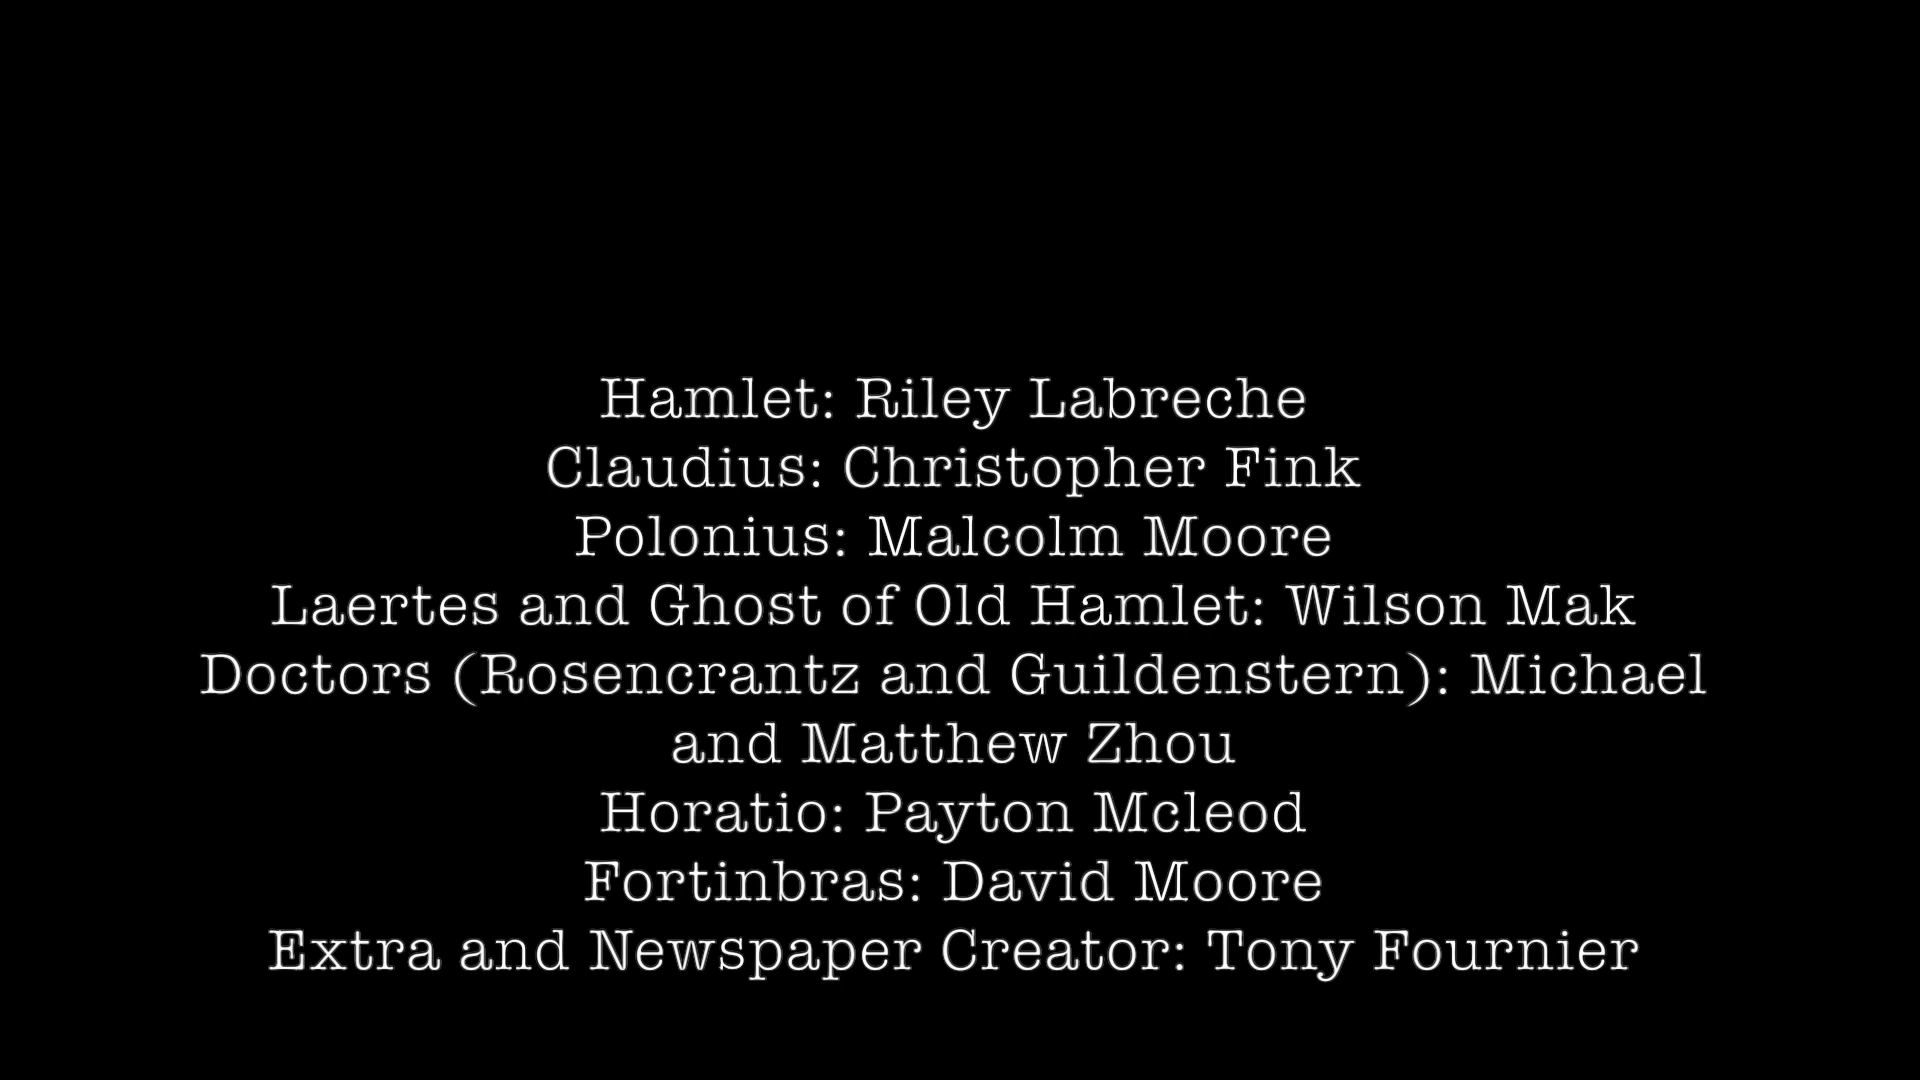 Hamlet: Riley Labreche
Claudius: Christopher Fink
Polonius: Malcolm Moore
Laertes and Ghost of Old Hamlet: Wilson Mak
Doctors (Rosencrantz and Guildenstern): Michael
and Matthew Zhou
Horatio: Payton Mcleod
Fortinbras: David Moore
Extra and Newspaper Creator: Tony Fournier